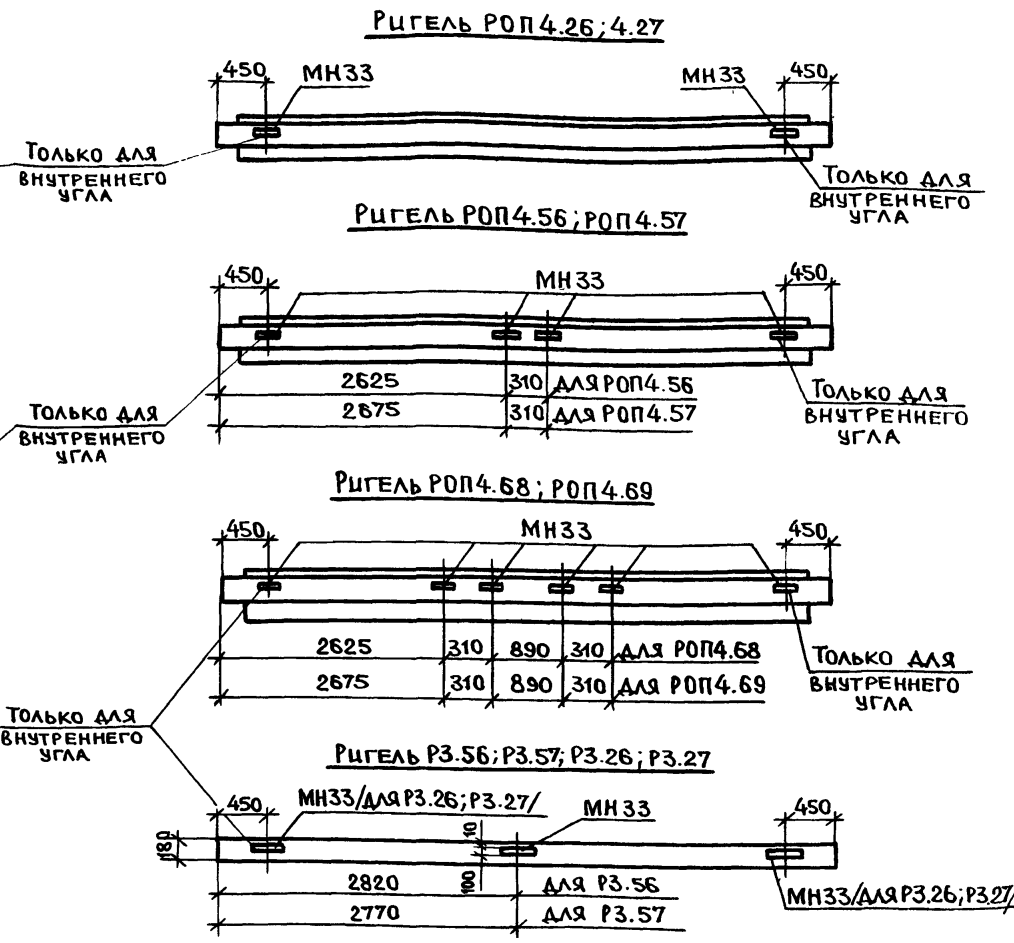 Ригель РОП4.26; 4.27
450
МН33
МН33
450
Только для
внутреннего
угла
Только для
внутреннего
угла
Ригель РОП4.56; РОП4.57
450
МН33
450
2625 310 для РОП4.56
2675 310 для РОП4.57
Только для
внутреннего
угла
Только для
внутреннего
угла
Ригель РОП4.68; РОП4.69
450
МН33
450
2625 310 890 310 для РОП4.68
2675 310 890 310 для РОП4.69
Только для
внутреннего
угла
Только для
внутреннего
угла
Ригель Р3.56; Р3.57; Р3.26; Р3.27
450
МН33/для Р3.26; Р3.27/
МН33
450
180
10
100
2820 для Р3.56
2770 для Р3.57
МН33/для Р3.26; Р3.27/